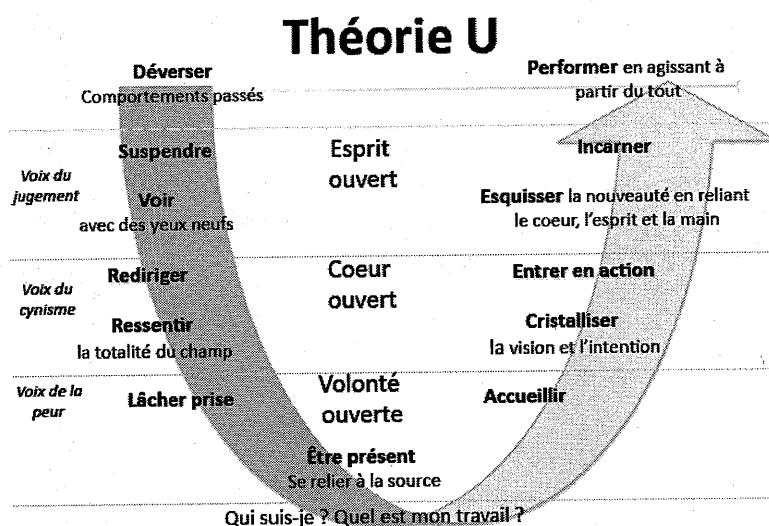 Théorie U
Déverser
Comportements passés
Performer en agissant à
partir du tout
Voix du
jugement
Suspendre
Voir
avec des yeux neufs
Esprit
ouvert
Incarner
Esquisser la nouveauté en reliant
le coeur, l'esprit et la main
Voix du
cynisme
Rediriger
Ressentir
la totalité du champ
Coeur
ouvert
Entrer en action
Cristalliser
la vision et l'intention
Voix de la
peur
Lâcher prise
Volonté
ouverte
Accueillir
Être présent
Se relier à la source
Qui suis-je ? Quel est mon travail ?